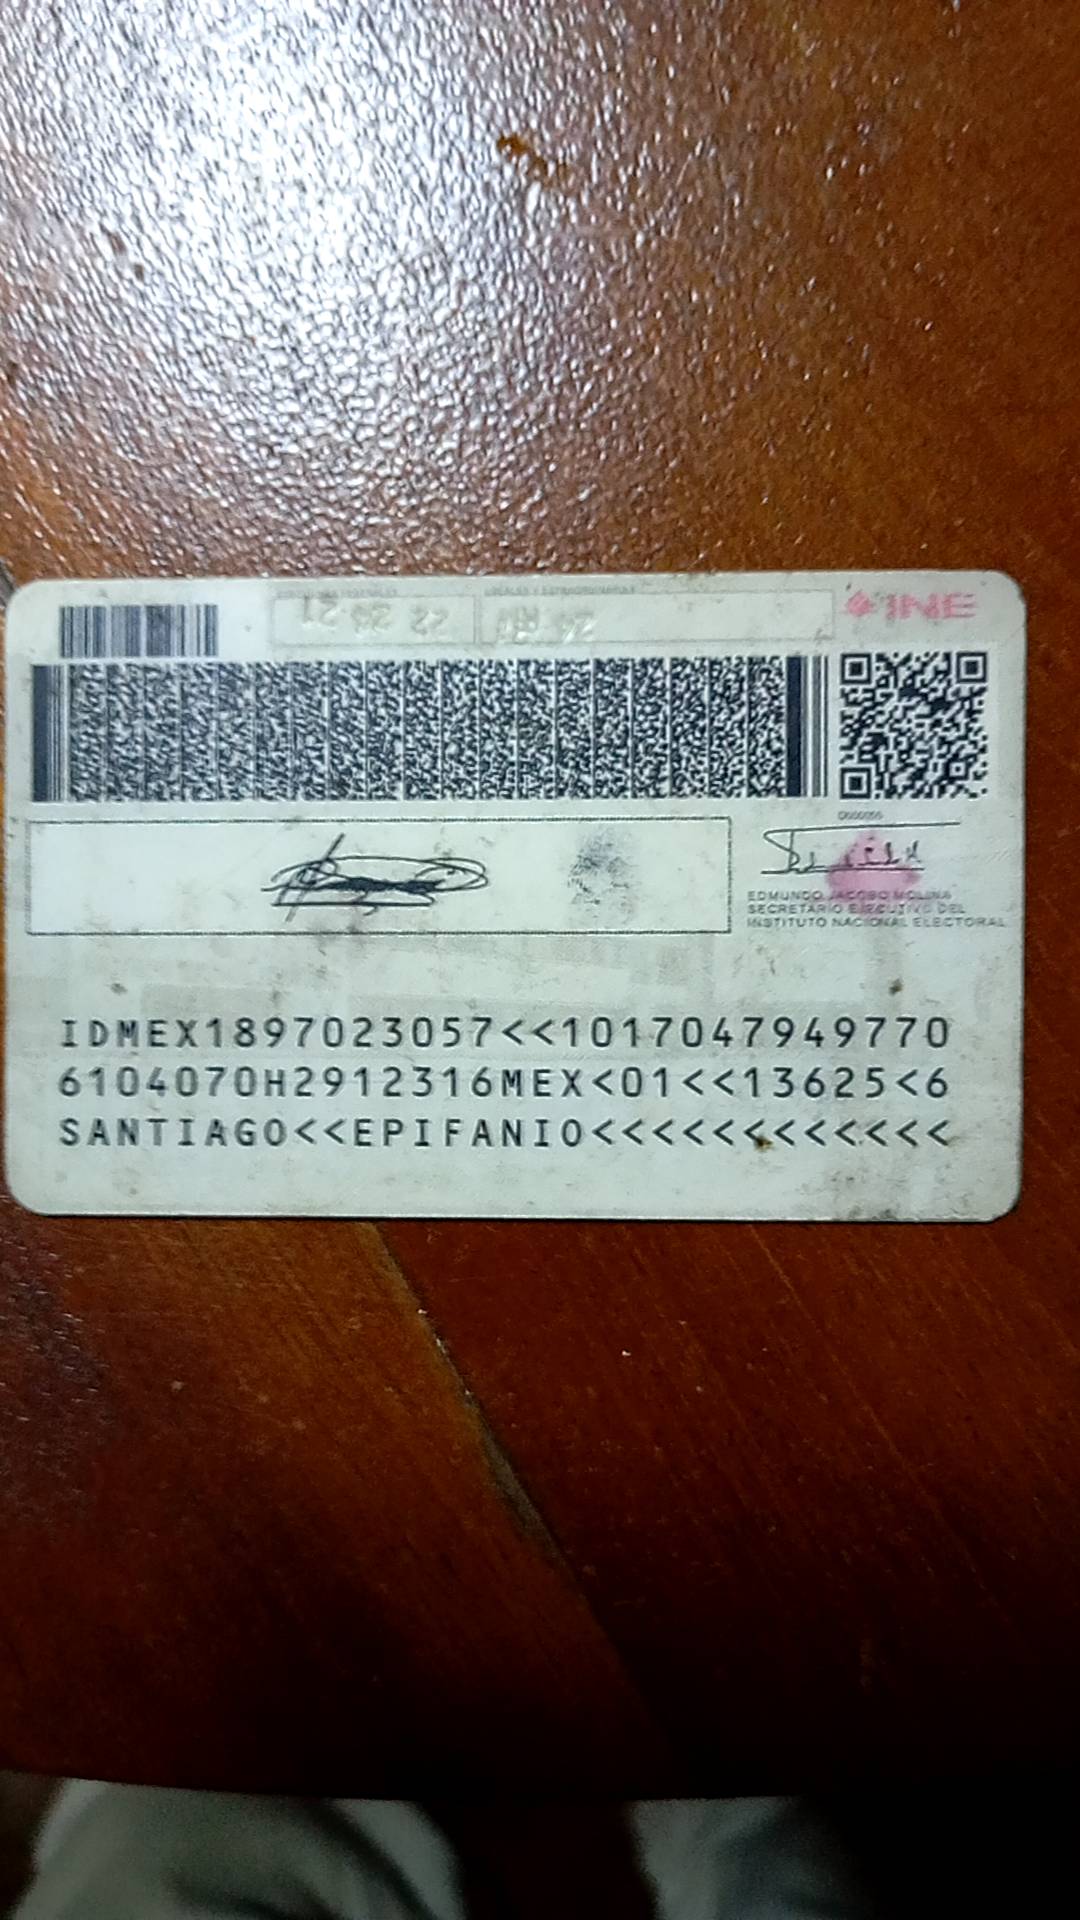 INE
EDMUNDO JACOBO MOLINA
SECRETARIO EJECUTIVO DEL
INSTITUTO NACIONAL ELECTORAL
IDMEX1897023057<<1017047949770
6104070H2912316MEX<01<<13625<6
SANTIAGO<<EPIFANIO<<<<<<<<<<<<